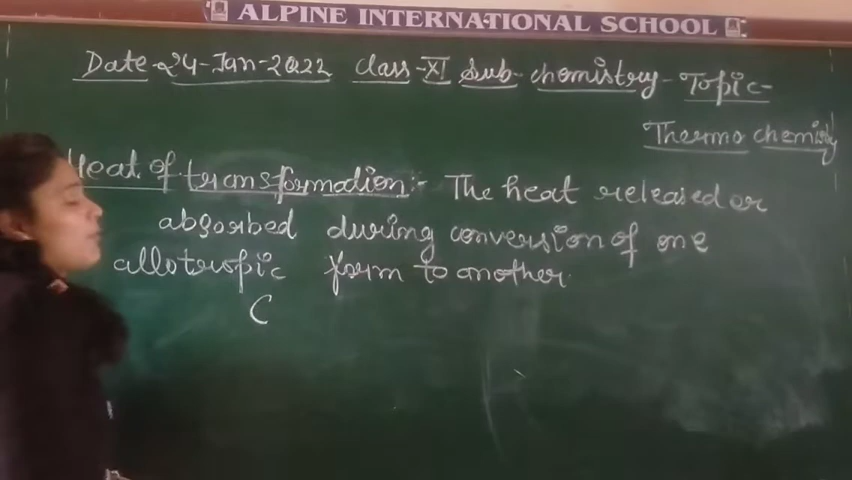 ALPINE INTERNATIONAL SCHOOL
Date-24-Jan-2022 Class-XI Sub-chemistry-Topic-
Thermo chemistry
Heat of transformation:- The heat released or
absorbed during conversion of one
allotropic form to another.
C